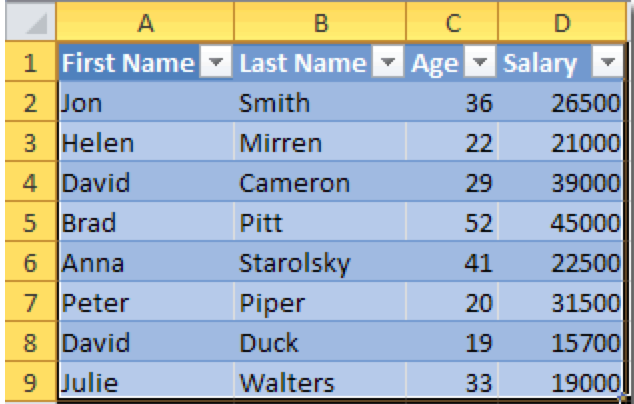 A B C D
1 First Name Last Name Age Salary
2 Jon Smith 36 26500
3 Helen Mirren 22 21000
4 David Cameron 29 39000
5 Brad Pitt 52 45000
6 Anna Starolsky 41 22500
7 Peter Piper 20 31500
8 David Duck 19 15700
9 Julie Walters 33 19000